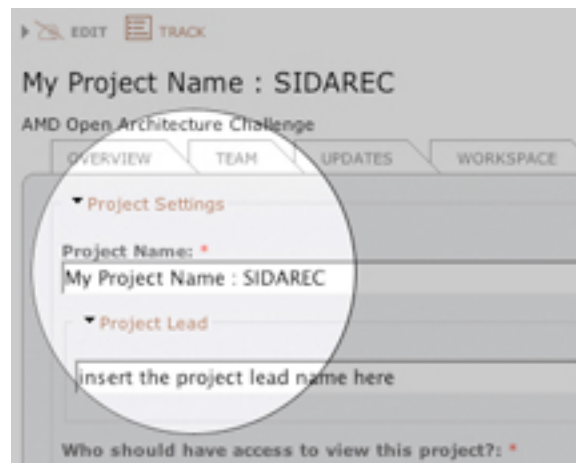 EDIT TRACK
My Project Name : SIDAREC
AMD Open Architecture Challenge
OVERVIEW TEAM UPDATES WORKSPACE
Project Settings
Project Name: *
My Project Name : SIDAREC
Project Lead
insert the project lead name here
Who should have access to view this project?: *